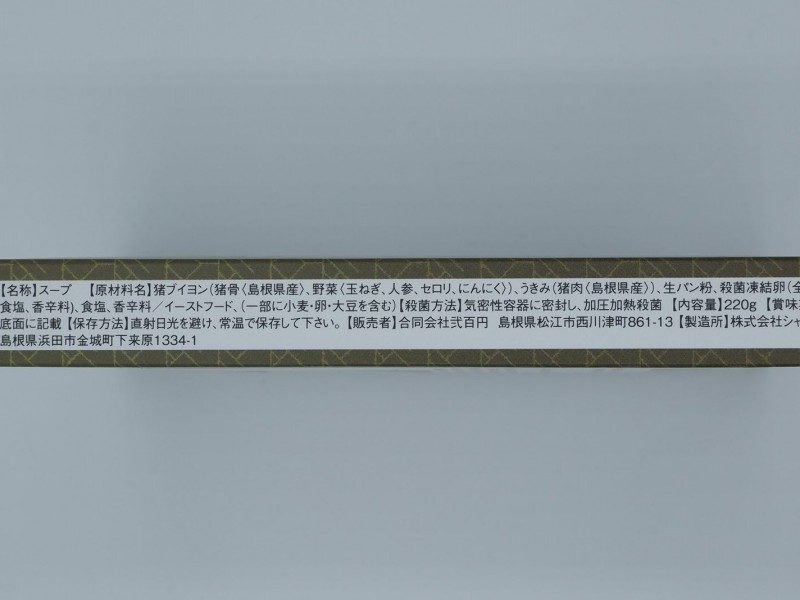 【名称】スープ 【原材料名】猪ブイヨン(猪骨〈島根県産〉、野菜〈玉ねぎ、人参、セロリ、にんにく〉)、うきみ(猪肉〈島根県産〉)、生パン粉、殺菌凍結卵(全
食塩、香辛料)、食塩、香辛料／イーストフード、(一部に小麦・卵・大豆を含む)【殺菌方法】気密性容器に密封し、加圧加熱殺菌 【内容量】220g 【賞味
底面に記載【保存方法】直射日光を避け、常温で保存して下さい。【販売者】合同会社弐百円 島根県松江市西川津町861-13【製造所】株式会社シャ
島根県浜田市金城町下来原1334-1